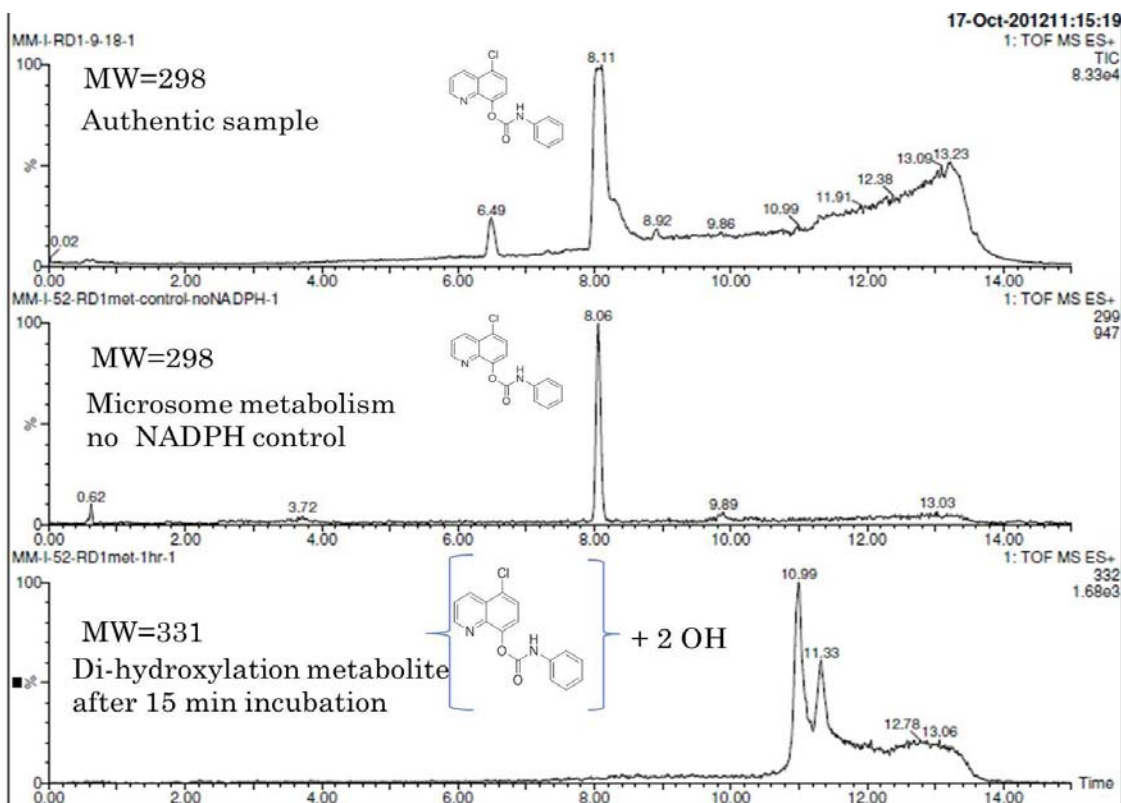 17-Oct-201211:15:19
MM-I-RD1-9-18-1
1: TOF MS ES+
TIC
8.33e4
MW=298
Authentic sample
Cl
N
O
O
H
N
100
%
0
0.02
6.49
8.11
8.92
9.86
10.99
11.91
12.38
13.09
13.23
0.00 2.00 4.00 6.00 8.00 10.00 12.00 14.00
MM-I-52-RD1met-control-noNADPH-1
1: TOF MS ES+
299
947
MW=298
Microsome metabolism
no NADPH control
Cl
N
O
O
H
N
100
%
0
0.62
3.72
8.06
9.89
13.03
0.00 2.00 4.00 6.00 8.00 10.00 12.00 14.00
MM-I-52-RD1met-1hr-1
1: TOF MS ES+
332
1.68e3
MW=331
Di-hydroxylation metabolite
after 15 min incubation
Cl
N
O
O
H
N
+ 2 OH
100
%
0
10.99
11.33
12.78
13.06
Time
0.00 2.00 4.00 6.00 8.00 10.00 12.00 14.00